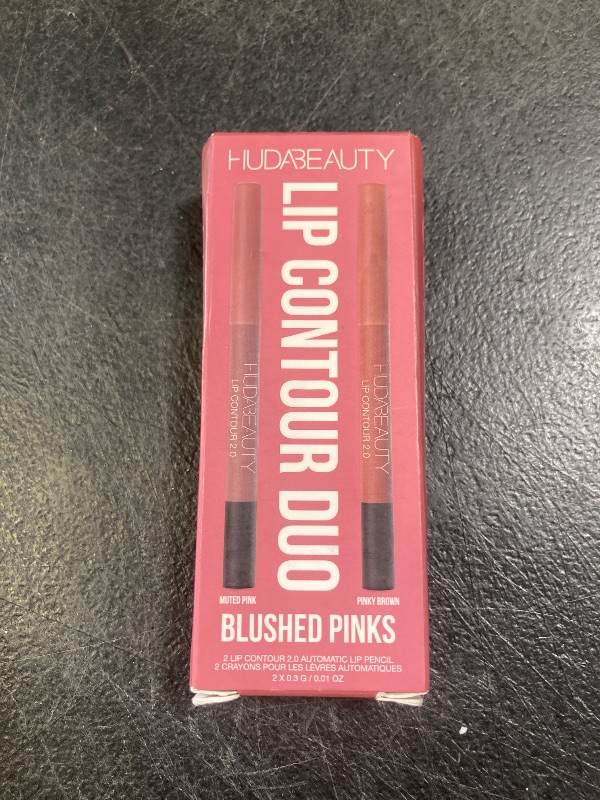 HUDABEAUTY
LIP CONTOUR DUO
HUDABEAUTY
LIP CONTOUR 2.0
HUDABEAUTY
LIP CONTOUR 2.0
MUTED PINK
PINKY BROWN
BLUSHED PINKS
2 LIP CONTOUR 2.0 AUTOMATIC LIP PENCIL
2 CRAYONS POUR LES LÈVRES AUTOMATIQUES
2 X 0.3 G / 0.01 OZ